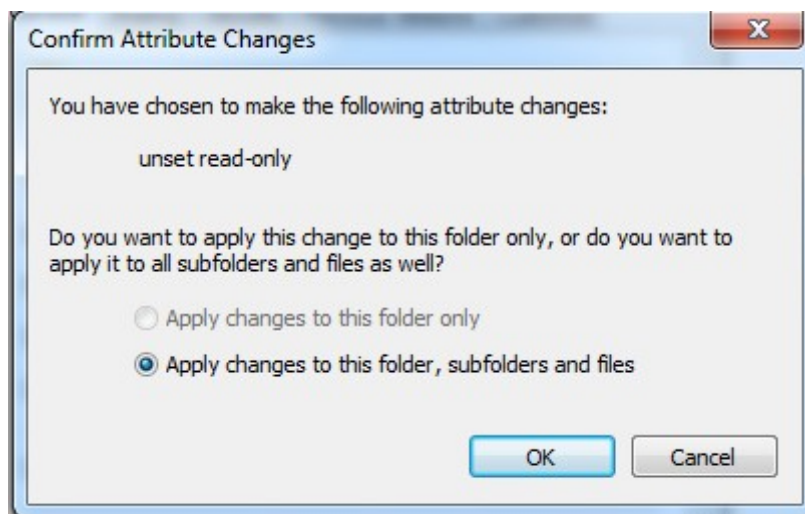 Confirm Attribute Changes
You have chosen to make the following attribute changes:
unset read-only
Do you want to apply this change to this folder only, or do you want to
apply it to all subfolders and files as well?
Apply changes to this folder only
Apply changes to this folder, subfolders and files
OK Cancel